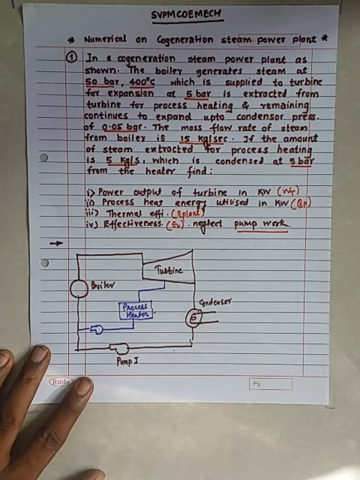 SVPMCOEMECH
* Numerical on Cogeneration steam power plant *
① In a cogeneration steam power plant as
shown. The boiler generates steam at
50 bar, 400°C which is supplied to turbine
for expansion at 5 bar is extracted from
turbine for process heating & remaining
continues to expand upto condensor press.
of 0.05 bar. The mass flow rate of steam
from boiler is 15 kg/sec. If the amount
of steam extracted for process heating
is 5 kg/s, which is condensed at 5 bar
from the heater find:
i) Power output of turbine in KW (WT)
ii) Process heat energy utilised in KW (QP)
iii) Thermal effi. (ηplant)
iv) Effectiveness. (Eu) neglect pump work.
→
Turbine
Boiler
Process
Heater
Condenser
Pump I